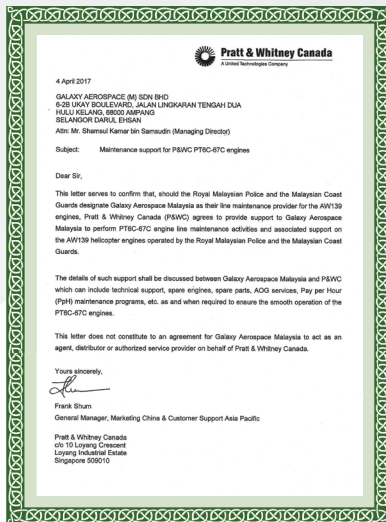 Pratt & Whitney Canada
A United Technologies Company
4 April 2017
GALAXY AEROSPACE (M) SDN BHD
6-2B UKAY BOULEVARD, JALAN LINGKARAN TENGAH DUA
HULU KELANG, 68000 AMPANG
SELANGOR DARUL EHSAN
Attn: Mr. Shamsul Kamar bin Samsudin (Managing Director)
Subject: Maintenance support for P&WC PT6C-67C engines
Dear Sir,
This letter serves to confirm that, should the Royal Malaysian Police and the Malaysian Coast
Guards designate Galaxy Aerospace Malaysia as their line maintenance provider for the AW139
engines, Pratt & Whitney Canada (P&WC) agrees to provide support to Galaxy Aerospace
Malaysia to perform PT6C-67C engine line maintenance activities and associated support on
the AW139 helicopter engines operated by the Royal Malaysian Police and the Malaysian Coast
Guards.
The details of such support shall be discussed between Galaxy Aerospace Malaysia and P&WC
which can include technical support, spare engines, spare parts, AOG services, Pay per Hour
(PpH) maintenance programs, etc. as and when required to ensure the smooth operation of the
PT6C-67C engines.
This letter does not constitute to an agreement for Galaxy Aerospace Malaysia to act as an
agent, distributor or authorized service provider on behalf of Pratt & Whitney Canada.
Yours sincerely,
Frank Shum
General Manager, Marketing China & Customer Support Asia Pacific
Pratt & Whitney Canada
c/o 10 Loyang Crescent
Loyang Industrial Estate
Singapore 509010